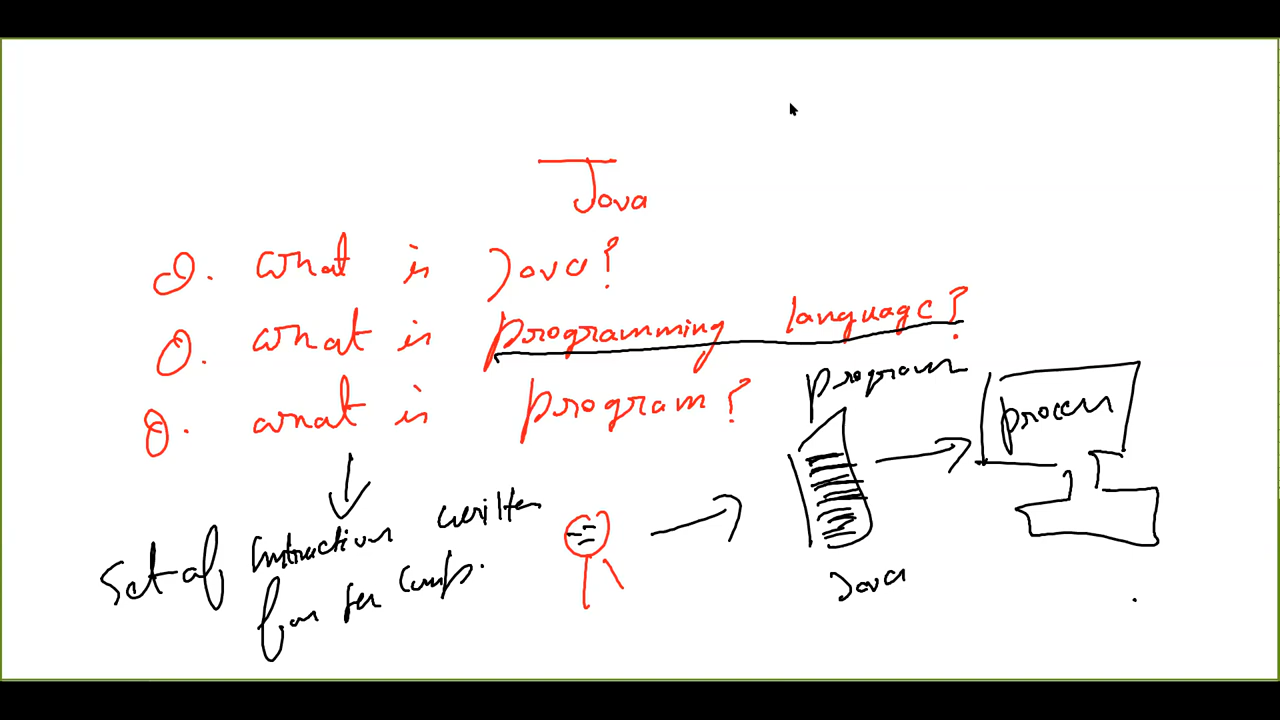 Java
Q. What is Java?
Q. What is programming language?
Q. What is program?
program
process
Set of Instruction written
for comp.
Java